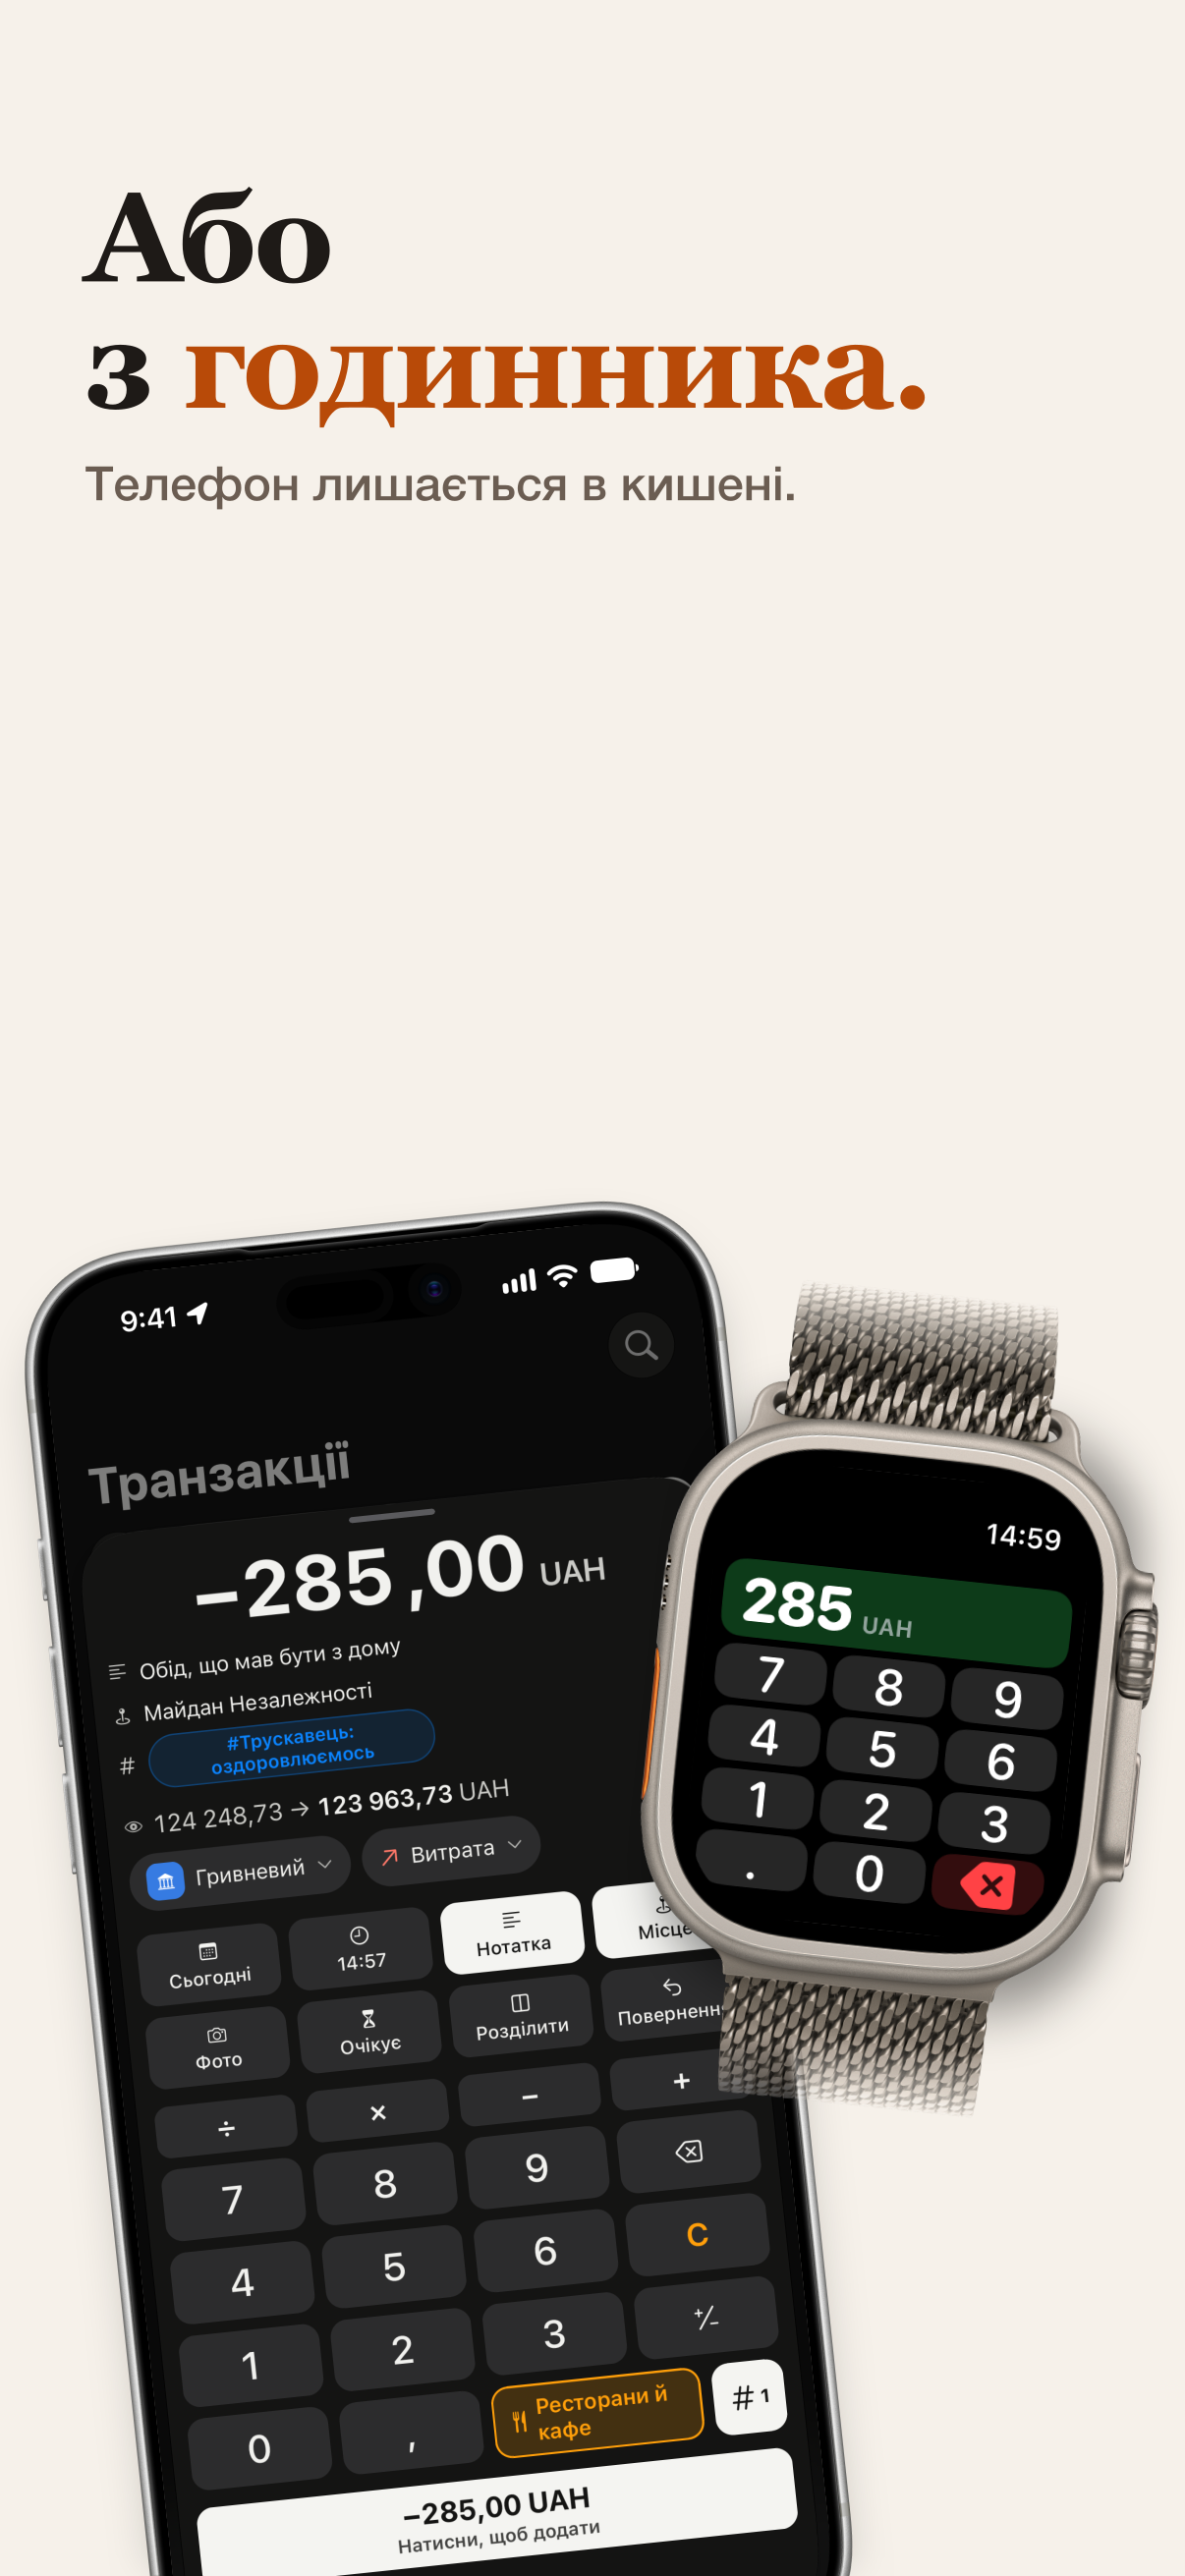 Або
з годинника.
Телефон лишається в кишені.
9:41
Транзакції
–285,00 UAH
Обід, що мав бути з дому
Майдан Незалежності
# #Трускавець:
оздоровлюємось
124 248,73 → 123 963,73 UAH
Гривневий Витрата
Сьогодні 14:57 Нотатка Місце
Фото Очікує Розділити
÷ × – +
7 8 9
4 5 6 C
1 2 3 +/–
0 , Ресторани й
кафе # 1
–285,00 UAH
Натисни, щоб додати
14:59
285 UAH
7 8 9
4 5 6
1 2 3
. 0